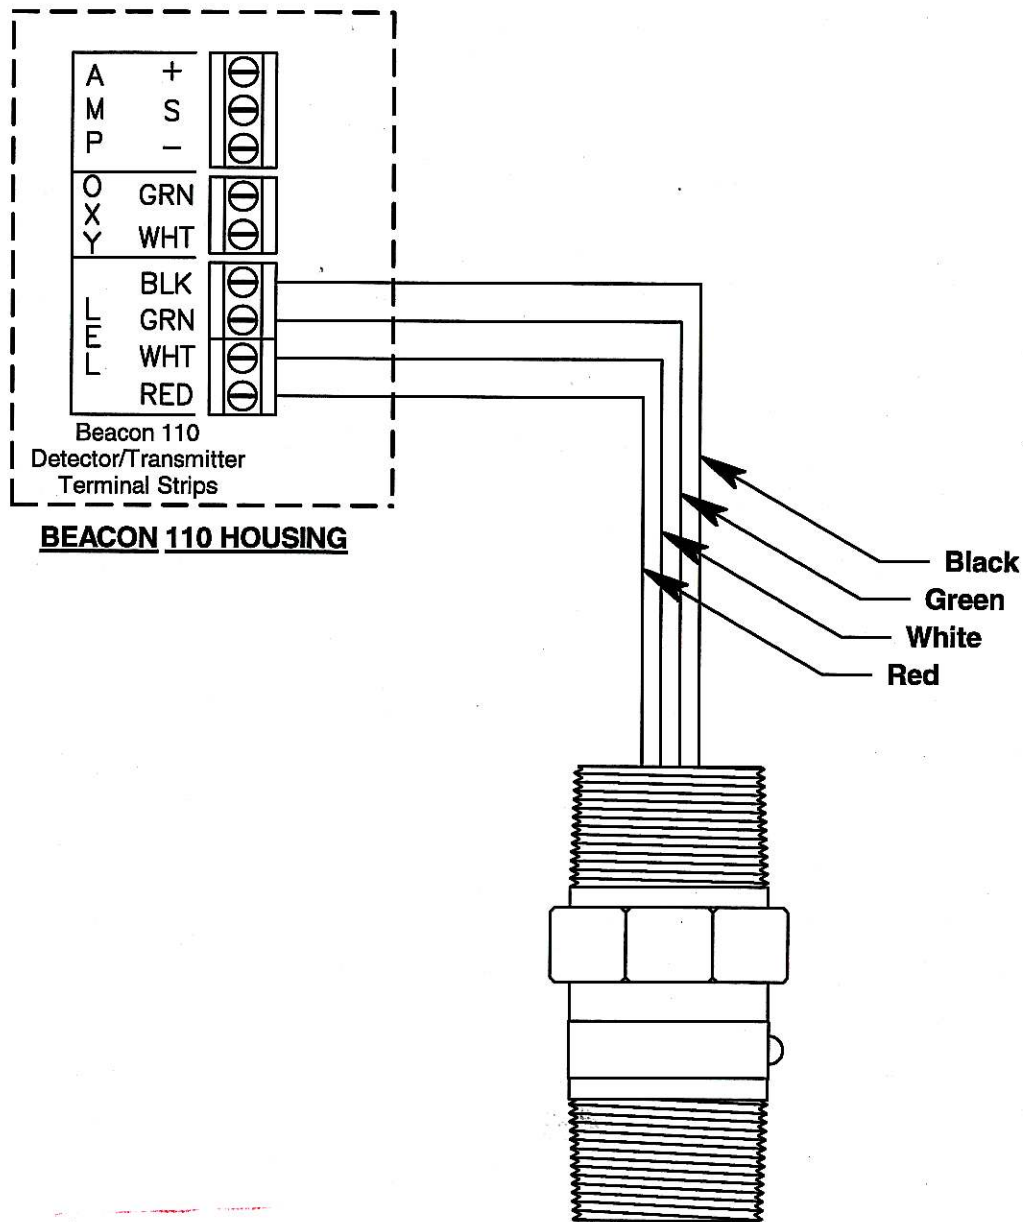 A +
M S
P −
O GRN
X
Y WHT
BLK
L GRN
E
L WHT
RED
Beacon 110
Detector/Transmitter
Terminal Strips
BEACON 110 HOUSING
Black
Green
White
Red